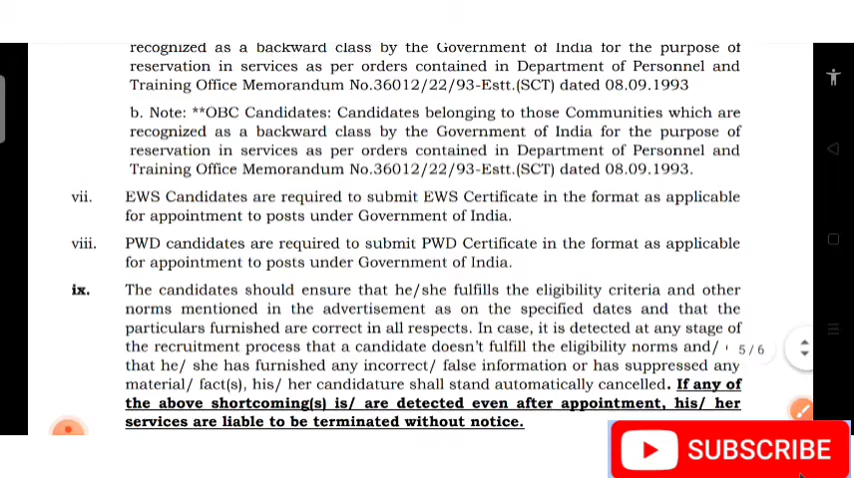 recognized as a backward class by the Government of India for the purpose of
reservation in services as per orders contained in Department of Personnel and
Training Office Memorandum No.36012/22/93-Estt.(SCT) dated 08.09.1993
b. Note: **OBC Candidates: Candidates belonging to those Communities which are
recognized as a backward class by the Government of India for the purpose of
reservation in services as per orders contained in Department of Personnel and
Training Office Memorandum No.36012/22/93-Estt.(SCT) dated 08.09.1993.
vii. EWS Candidates are required to submit EWS Certificate in the format as applicable
for appointment to posts under Government of India.
viii. PWD candidates are required to submit PWD Certificate in the format as applicable
for appointment to posts under Government of India.
ix. The candidates should ensure that he/she fulfills the eligibility criteria and other
norms mentioned in the advertisement as on the specified dates and that the
particulars furnished are correct in all respects. In case, it is detected at any stage of
the recruitment process that a candidate doesn't fulfill the eligibility norms and/
5/6
that he/ she has furnished any incorrect/ false information or has suppressed any
material/ fact(s), his/ her candidature shall stand automatically cancelled. If any of
the above shortcoming(s) is/ are detected even after appointment, his/ her
services are liable to be terminated without notice.
SUBSCRIBE